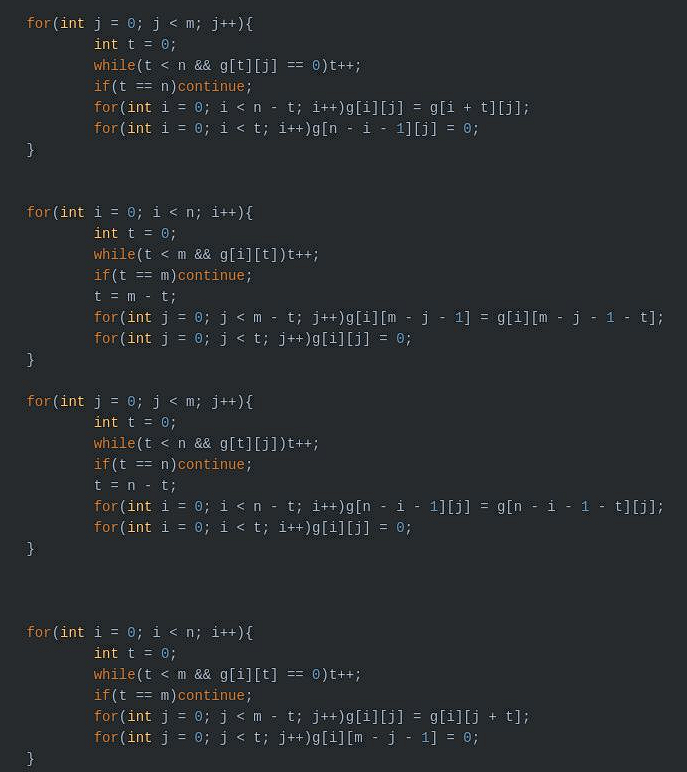 for(int j = 0; j < m; j++){
        int t = 0;
        while(t < n && g[t][j] == 0)t++;
        if(t == n)continue;
        for(int i = 0; i < n - t; i++)g[i][j] = g[i + t][j];
        for(int i = 0; i < t; i++)g[n - i - 1][j] = 0;
}
for(int i = 0; i < n; i++){
        int t = 0;
        while(t < m && g[i][t])t++;
        if(t == m)continue;
        t = m - t;
        for(int j = 0; j < m - t; j++)g[i][m - j - 1] = g[i][m - j - 1 - t];
        for(int j = 0; j < t; j++)g[i][j] = 0;
}
for(int j = 0; j < m; j++){
        int t = 0;
        while(t < n && g[t][j])t++;
        if(t == n)continue;
        t = n - t;
        for(int i = 0; i < n - t; i++)g[n - i - 1][j] = g[n - i - 1 - t][j];
        for(int i = 0; i < t; i++)g[i][j] = 0;
}
for(int i = 0; i < n; i++){
        int t = 0;
        while(t < m && g[i][t] == 0)t++;
        if(t == m)continue;
        for(int j = 0; j < m - t; j++)g[i][j] = g[i][j + t];
        for(int j = 0; j < t; j++)g[i][m - j - 1] = 0;
}